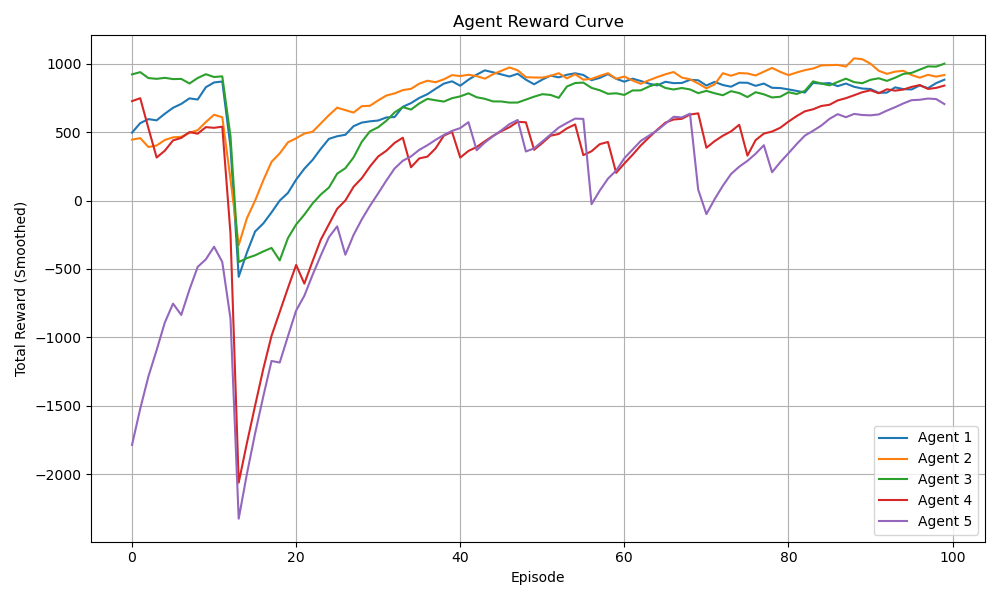 Agent Reward Curve
Total Reward (Smoothed)
1000
500
0
−500
−1000
−1500
−2000
0 20 40 60 80 100
Episode
Agent 1
Agent 2
Agent 3
Agent 4
Agent 5